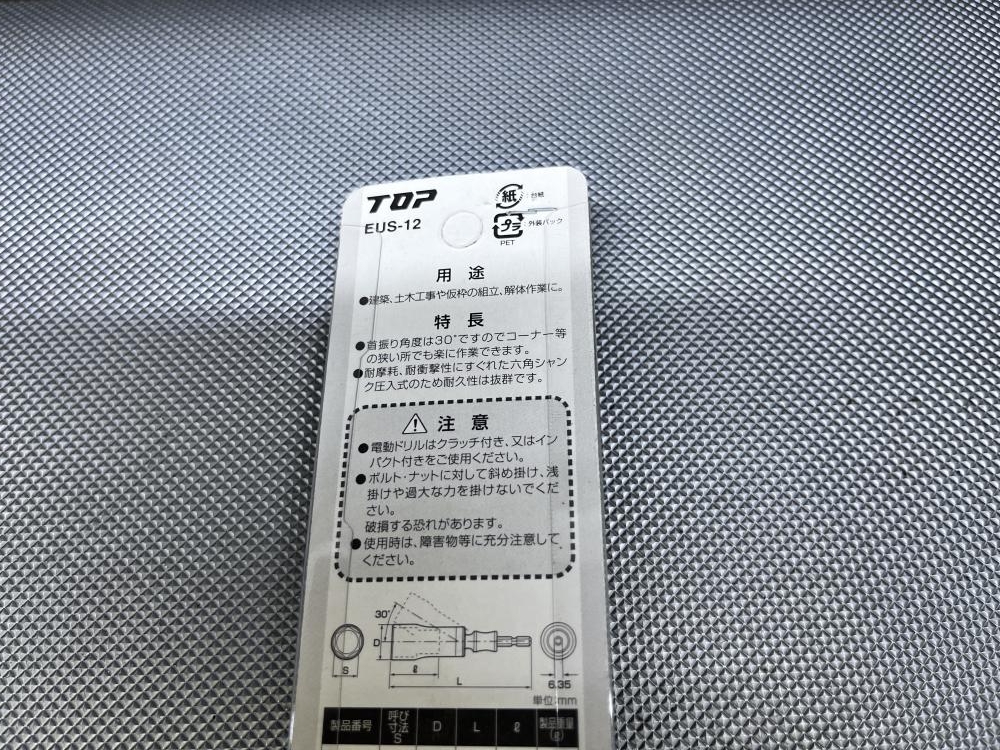 TOP
EUS-12
紙 : 台紙
プラ : 外装パック
PET
用途
●建築、土木工事や仮枠の組立、解体作業に。
特長
●首振り角度は30°ですのでコーナー等
の狭い所でも楽に作業できます。
●耐摩耗、耐衝撃性にすぐれた六角シャン
ク圧入式のため耐久性は抜群です。
注意
●電動ドリルはクラッチ付き、又はイン
パクト付きをご使用ください。
●ボルト・ナットに対して斜め掛け、浅
掛けや過大な力を掛けないでくだ
さい。
破損する恐れがあります。
●使用時は、障害物等に充分注意して
ください。
30°
D
S
ℓ
L
6.35
単位:mm
製品番号 呼び寸法S D L ℓ 製品重量(g)